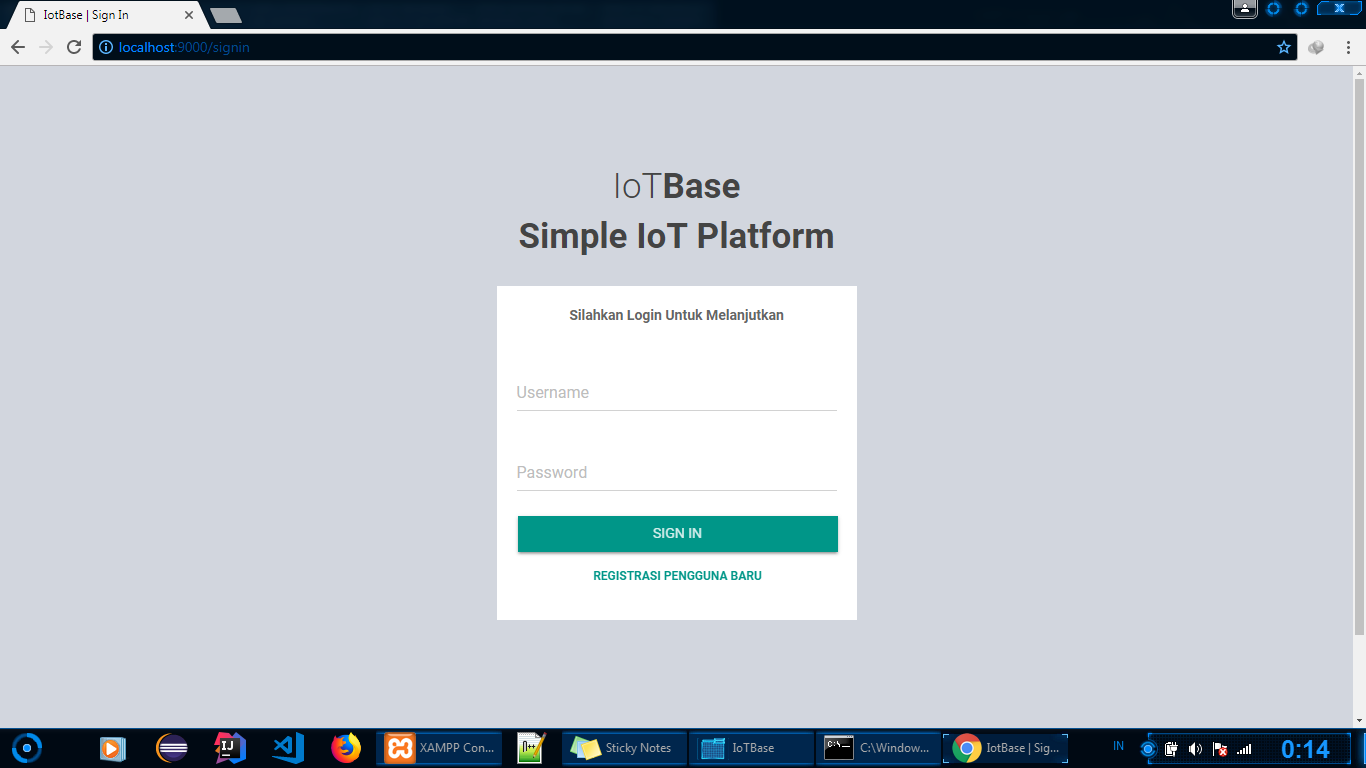 IotBase | Sign In
localhost:9000/signin
IoTBase
Simple IoT Platform
Silahkan Login Untuk Melanjutkan
Username
Password
SIGN IN
REGISTRASI PENGGUNA BARU
XAMPP Con...
Sticky Notes
IoTBase
C:\Window...
IotBase | Sig...
IN
0:14